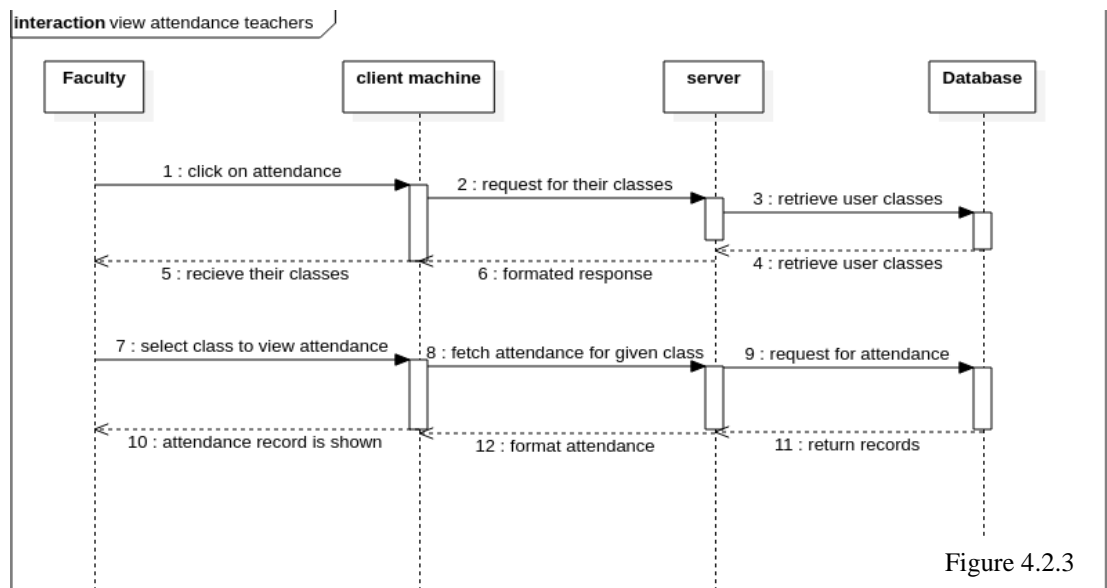 interaction view attendance teachers
Faculty
client machine
server
Database
1 : click on attendance
2 : request for their classes
3 : retrieve user classes
4 : retrieve user classes
5 : recieve their classes
6 : formated response
7 : select class to view attendance
8 : fetch attendance for given class
9 : request for attendance
10 : attendance record is shown
12 : format attendance
11 : return records
Figure 4.2.3